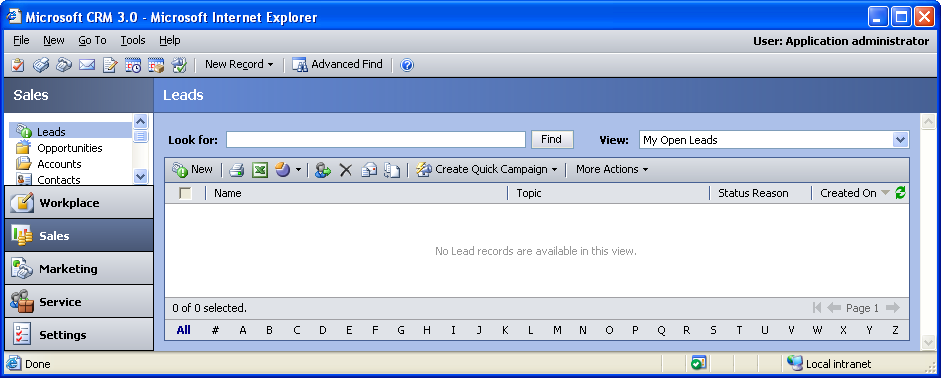 Microsoft CRM 3.0 - Microsoft Internet Explorer
File New Go To Tools Help User: Application administrator
New Record Advanced Find
Sales Leads
Leads
Opportunities
Accounts
Contacts
Look for: Find View: My Open Leads
New Create Quick Campaign More Actions
Name Topic Status Reason Created On
No Lead records are available in this view.
Workplace
Sales
Marketing
Service
Settings
0 of 0 selected. Page 1
All # A B C D E F G H I J K L M N O P Q R S T U V W X Y Z
Done Local intranet